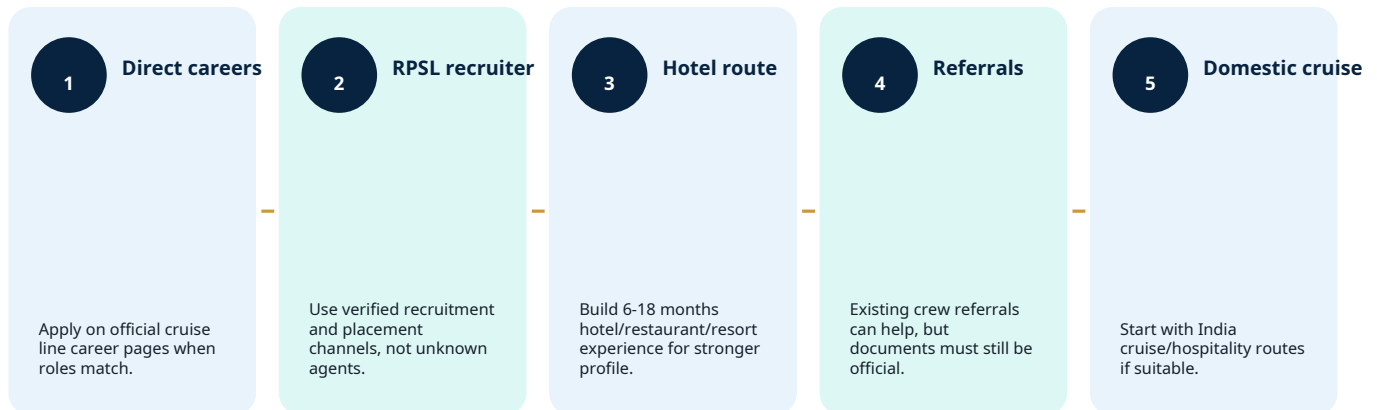 1
Direct careers
Apply on official cruise
line career pages when
roles match.
2
RPSL recruiter
Use verified recruitment
and placement
channels, not unknown
agents.
3
Hotel route
Build 6-18 months
hotel/restaurant/resort
experience for stronger
profile.
4
Referrals
Existing crew referrals
can help, but
documents must still be
official.
5
Domestic cruise
Start with India
cruise/hospitality routes
if suitable.